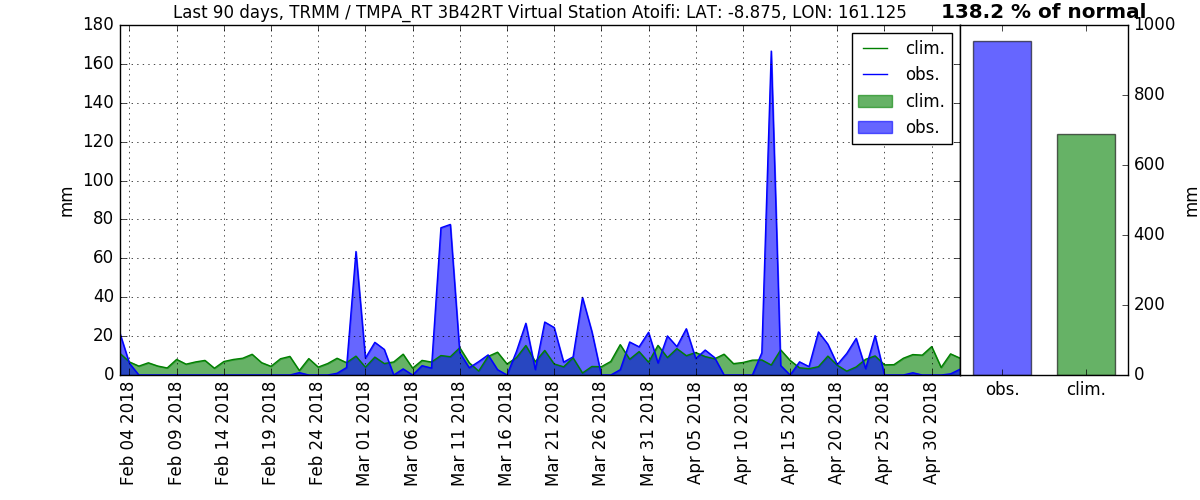 Last 90 days, TRMM / TMPA_RT 3B42RT Virtual Station Atoifi: LAT: -8.875, LON: 161.125
138.2 % of normal
180
160
140
120
100
80
60
40
20
0
mm
clim.
obs.
clim.
obs.
Feb 04 2018
Feb 09 2018
Feb 14 2018
Feb 19 2018
Feb 24 2018
Mar 01 2018
Mar 06 2018
Mar 11 2018
Mar 16 2018
Mar 21 2018
Mar 26 2018
Mar 31 2018
Apr 05 2018
Apr 10 2018
Apr 15 2018
Apr 20 2018
Apr 25 2018
Apr 30 2018
1000
800
600
400
200
0
mm
obs.
clim.